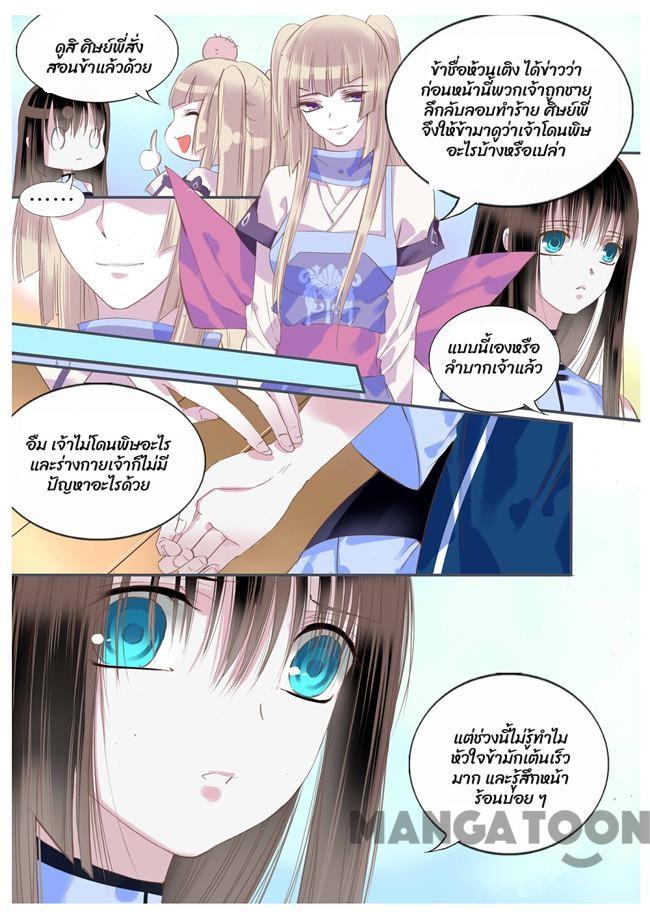 ดูสิ ศิษย์พี่สั่ง
สอนข้าแล้วด้วย
......
ข้าชื่อห้วนเติง ได้ข่าวว่า
ก่อนหน้านี้พวกเจ้าถูกชาย
ลึกลับลอบทำร้าย ศิษย์พี่
จึงให้ข้ามาดูว่าเจ้าโดนพิษ
อะไรบ้างหรือเปล่า
แบบนี้เองหรือ
ลำบากเจ้าแล้ว
อืม เจ้าไม่โดนพิษอะไร
และร่างกายเจ้าก็ไม่มี
ปัญหาอะไรด้วย
แต่ช่วงนี้ไม่รู้ทำไม
หัวใจข้ามักเต้นเร็ว
มาก และรู้สึกหน้า
ร้อนบ่อย ๆ
MANGATOON